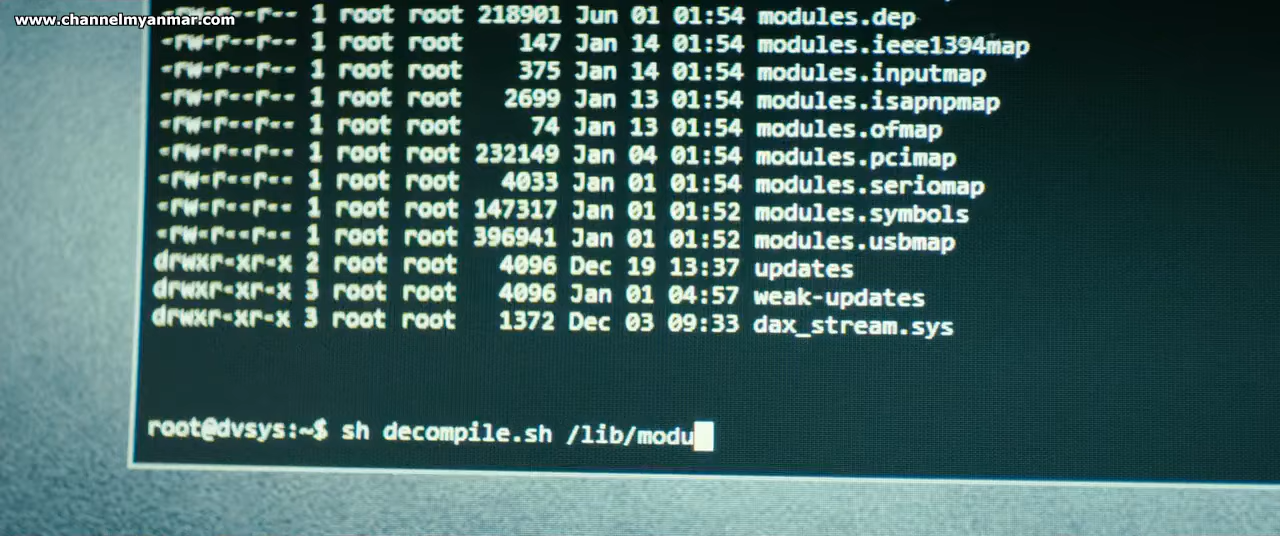 www.channelmyanmar.com
-rw-r--r-- 1 root root 218901 Jun 01 01:54 modules.dep
-rw-r--r-- 1 root root 147 Jan 14 01:54 modules.ieee1394map
-rw-r--r-- 1 root root 375 Jan 14 01:54 modules.inputmap
-rw-r--r-- 1 root root 2699 Jan 13 01:54 modules.isapnpmap
-rw-r--r-- 1 root root 74 Jan 13 01:54 modules.ofmap
-rw-r--r-- 1 root root 232149 Jan 04 01:54 modules.pcimap
-rw-r--r-- 1 root root 4033 Jan 01 01:54 modules.seriomap
-rw-r--r-- 1 root root 147317 Jan 01 01:52 modules.symbols
-rw-r--r-- 1 root root 396941 Jan 01 01:52 modules.usbmap
drwxr-xr-x 2 root root 4096 Dec 19 13:37 updates
drwxr-xr-x 3 root root 4096 Jan 01 04:57 weak-updates
drwxr-xr-x 3 root root 1372 Dec 03 09:33 dax_stream.sys
root@dvsys:~$ sh decompile.sh /lib/modu